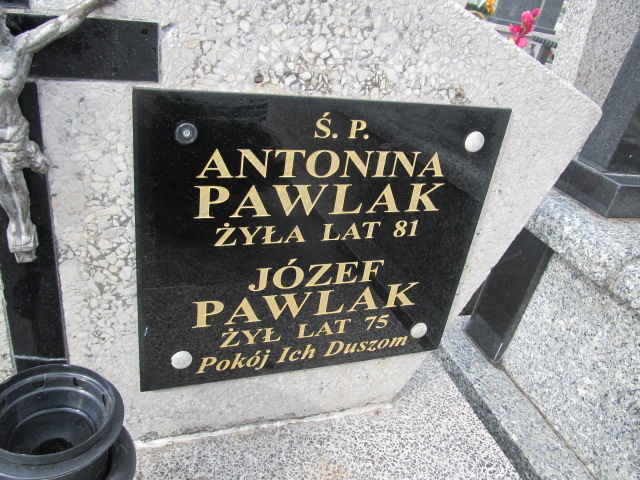 Ś. P.
ANTONINA
PAWLAK
ŻYŁA LAT 81
JÓZEF
PAWLAK
ŻYŁ LAT 75
Pokój Ich Duszom